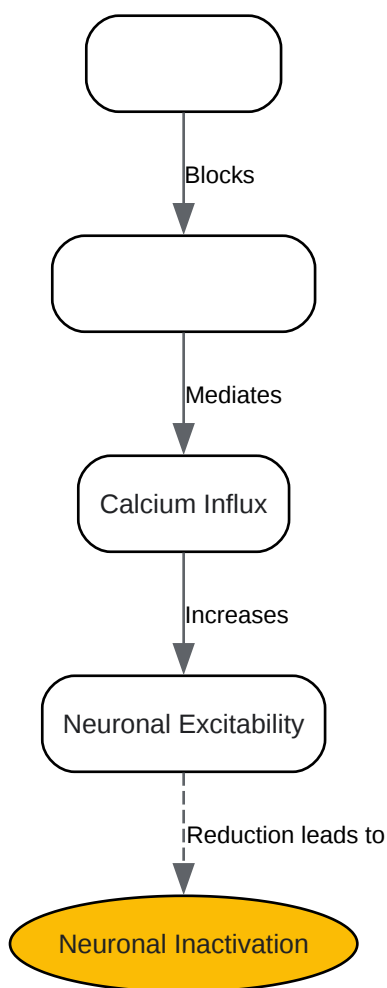 Blocks
Mediates
Calcium Influx
Increases
Neuronal Excitability
Reduction leads to
Neuronal Inactivation